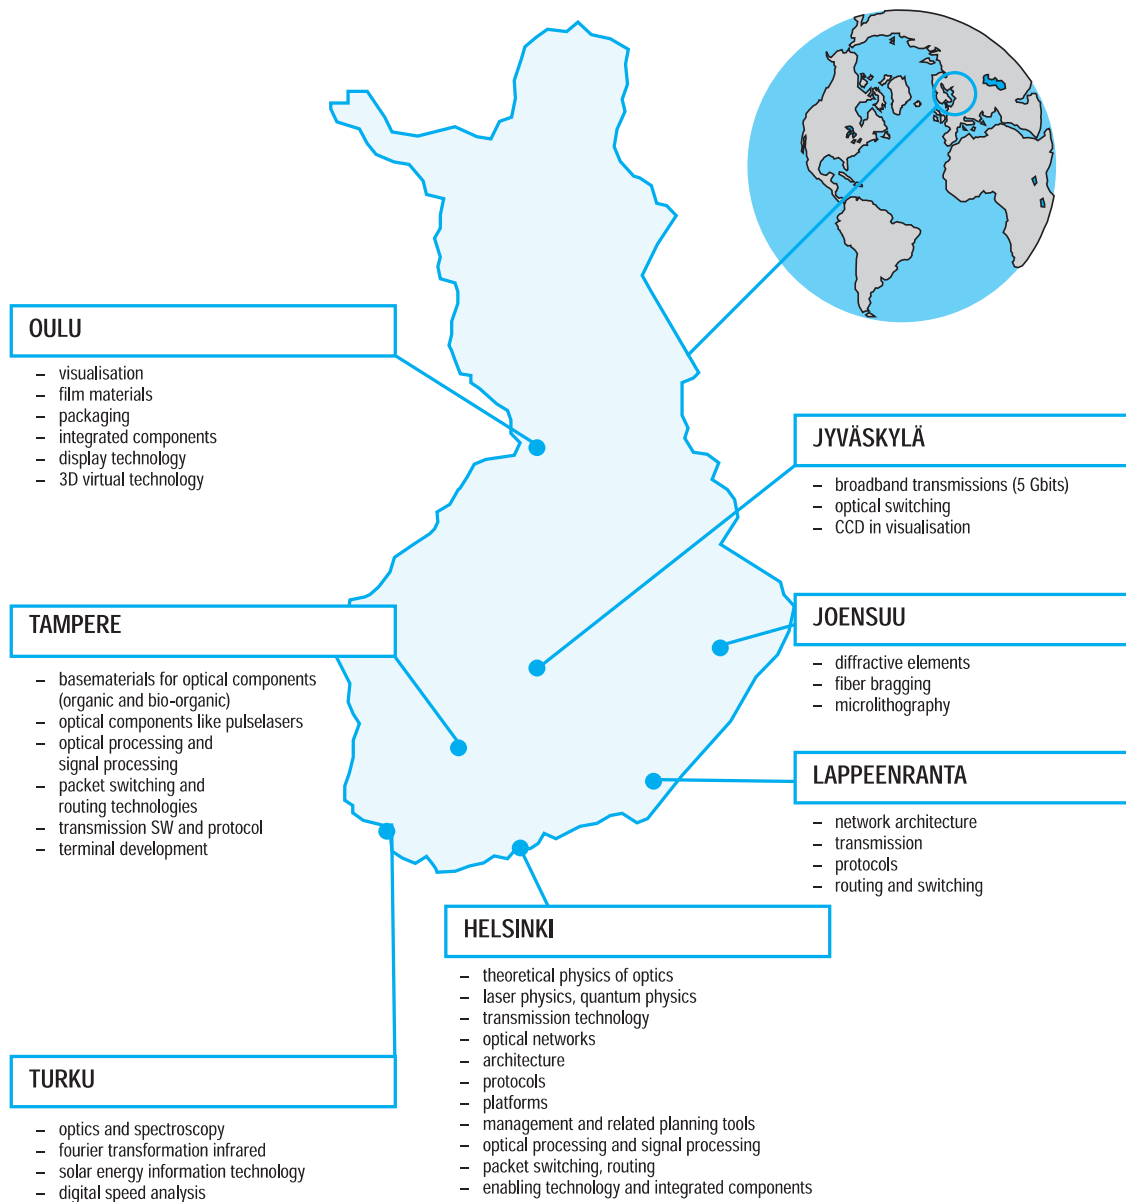 OULU
– visualisation
– film materials
– packaging
– integrated components
– display technology
– 3D virtual technology
JYVÄSKYLÄ
– broadband transmissions (5 Gbits)
– optical switching
– CCD in visualisation
TAMPERE
– basematerials for optical components
(organic and bio-organic)
– optical components like pulselasers
– optical processing and
signal processing
– packet switching and
routing technologies
– transmission SW and protocol
– terminal development
JOENSUU
– diffractive elements
– fiber bragging
– microlithography
LAPPEENRANTA
– network architecture
– transmission
– protocols
– routing and switching
HELSINKI
– theoretical physics of optics
– laser physics, quantum physics
– transmission technology
– optical networks
– architecture
– protocols
– platforms
– management and related planning tools
– optical processing and signal processing
– packet switching, routing
– enabling technology and integrated components
TURKU
– optics and spectroscopy
– fourier transformation infrared
– solar energy information technology
– digital speed analysis